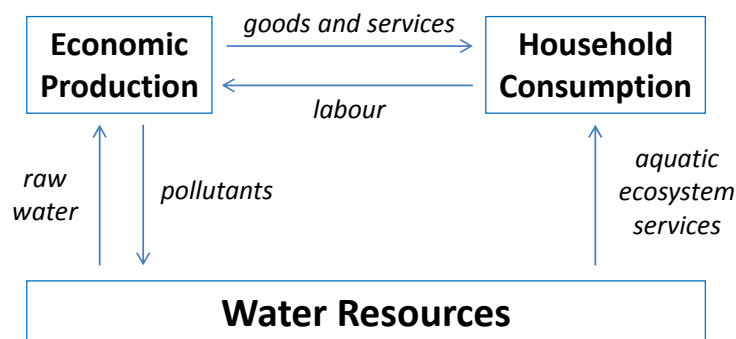 goods and services
Economic
Production
Household
Consumption
labour
raw
water
pollutants
aquatic
ecosystem
services
Water Resources